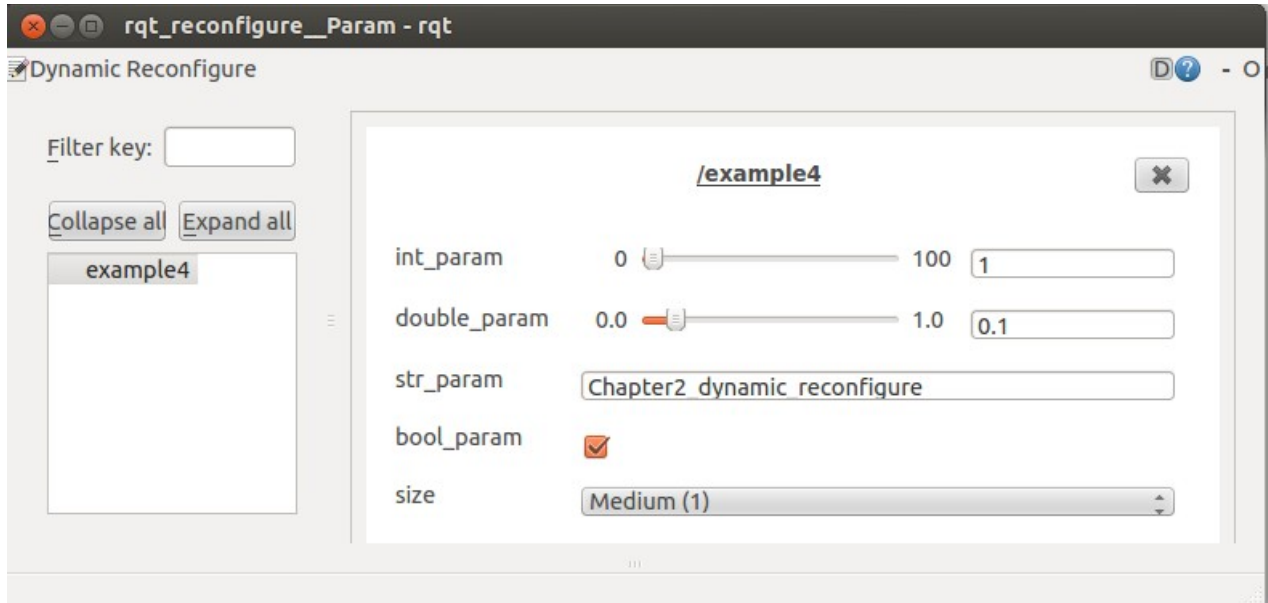 rqt_reconfigure__Param - rqt
Dynamic Reconfigure D ? - O
Filter key:
Collapse all Expand all
example4
/example4
int_param 0 100 1
double_param 0.0 1.0 0.1
str_param Chapter2_dynamic_reconfigure
bool_param
size Medium (1)